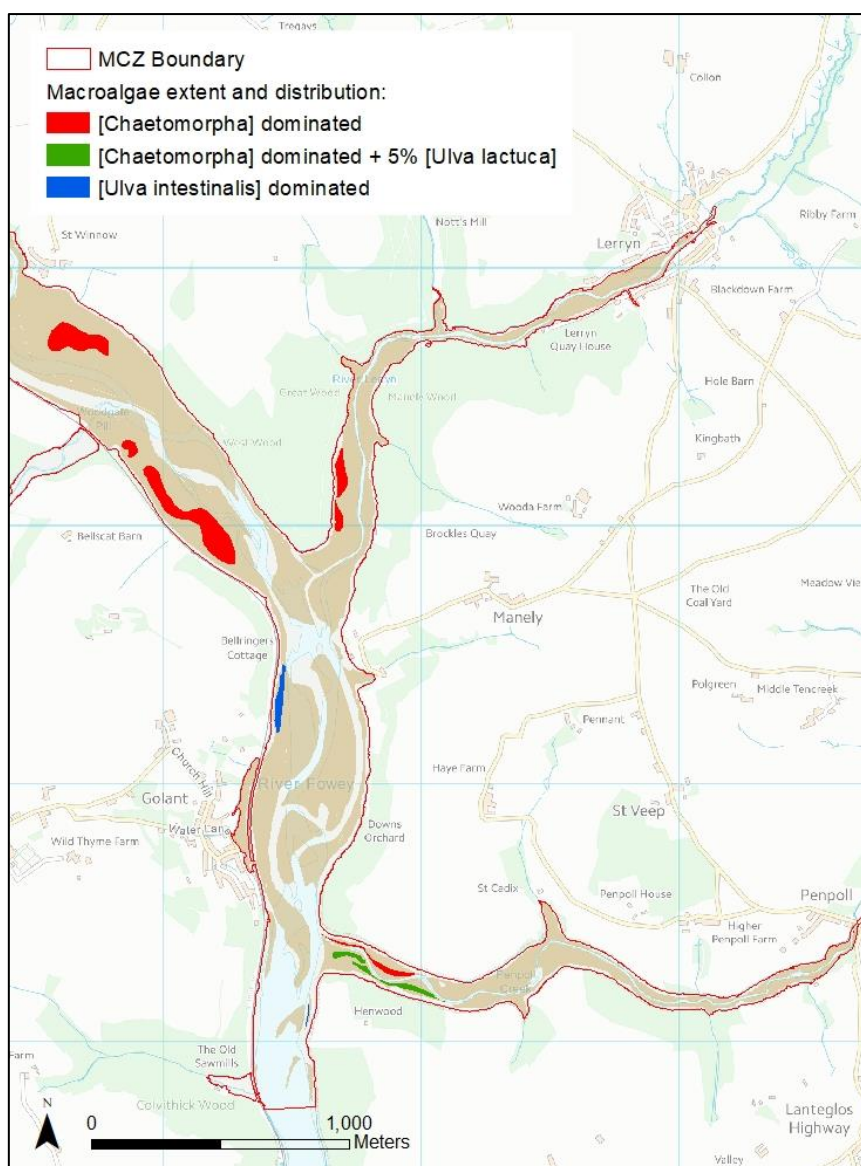 Tregays
MCZ Boundary
Macroalgae extent and distribution:
[Chaetomorpha] dominated
[Chaetomorpha] dominated + 5% [Ulva lactuca]
[Ulva intestinalis] dominated
Collon
Nott's Mill
Ribby Farm
St Winnow
Lerryn
Blackdown Farm
Lerryn
Quay House
River Lerryn
Great Wood
Manely Wood
Hole Barn
Woodgate
Pill
West Wood
Kingbath
Wooda Farm
Bellscat Barn
Brockles Quay
The Old
Coal Yard
Meadow Vie
Manely
Bellringers
Cottage
Polgreen
Middle Tencreek
Pennant
Church Hill
Haye Farm
River Fowey
Golant
St Veep
Water Lane
Downs
Orchard
Wild Thyme Farm
St Cadix
Penpoll House
Penpoll
Higher
Penpoll Farm
Penpoll
Creek
Henwood
The Old
Sawmills
Farm
Colvithick Wood
N
0
1,000
Meters
Lanteglos
Highway
Valley